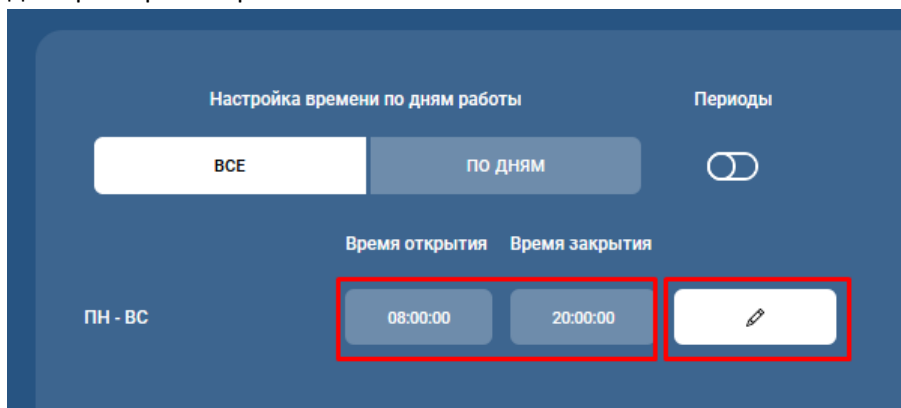 Настройка времени по дням работы Периоды
ВСЕ ПО ДНЯМ
Время открытия Время закрытия
ПН - ВС 08:00:00 20:00:00